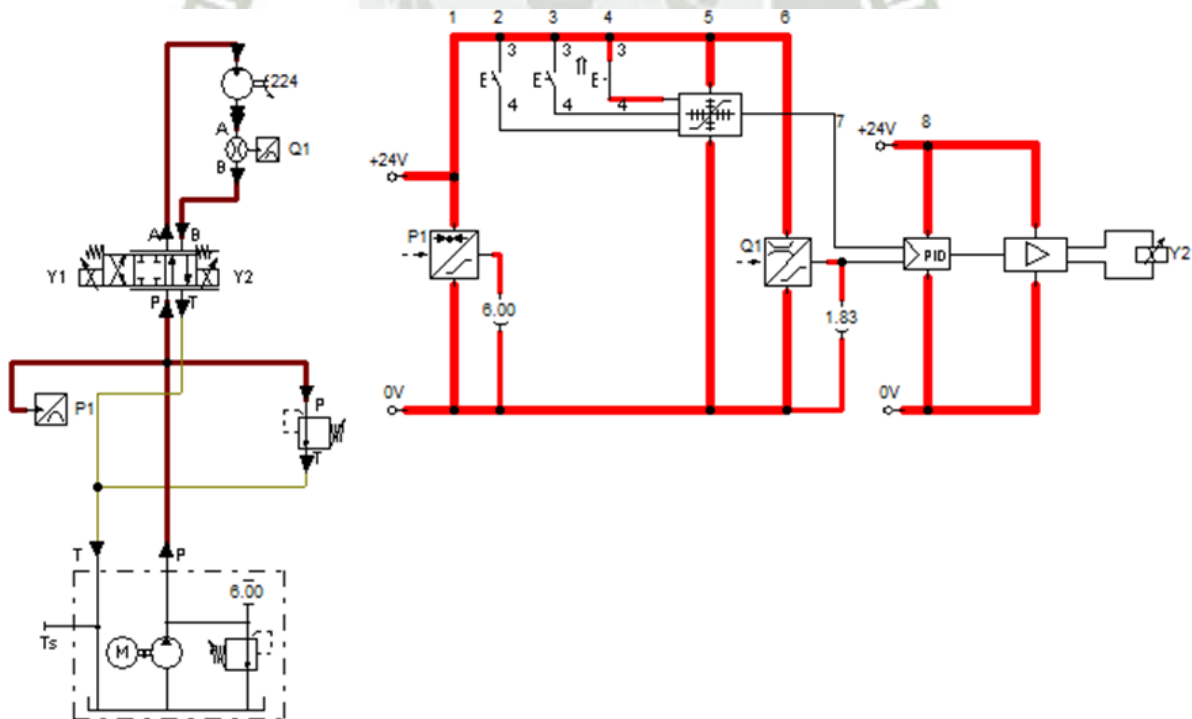 1 2 3 4 5 6
3 3 3
E E E
4 4 4
224
A
Q1
B
+24V
7
+24V
8
A B
P1
Q1
PID
Y2
Y1 Y2
P T
6.00
1.83
P1
P
0V
0V
T
T P
6.00
Ts
M